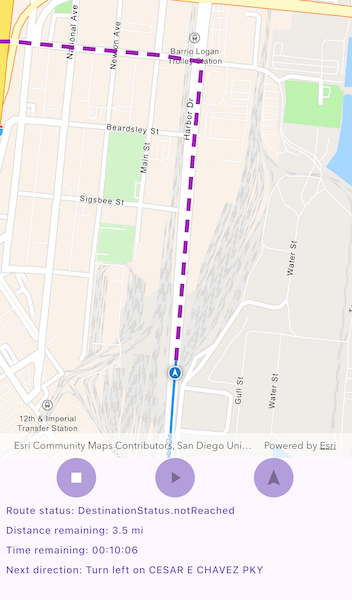 National Ave
Newton Ave
Barrio Logan
Trolley Station
Harbor Dr
Beardsley St
Main St
Sigsbee St
Water St
Gull St
Water St
12th & Imperial
Transfer Station
Esri Community Maps Contributors, San Diego Uni...
Powered by Esri
Route status: DestinationStatus.notReached
Distance remaining: 3.5 mi
Time remaining: 00:10:06
Next direction: Turn left on CESAR E CHAVEZ PKY